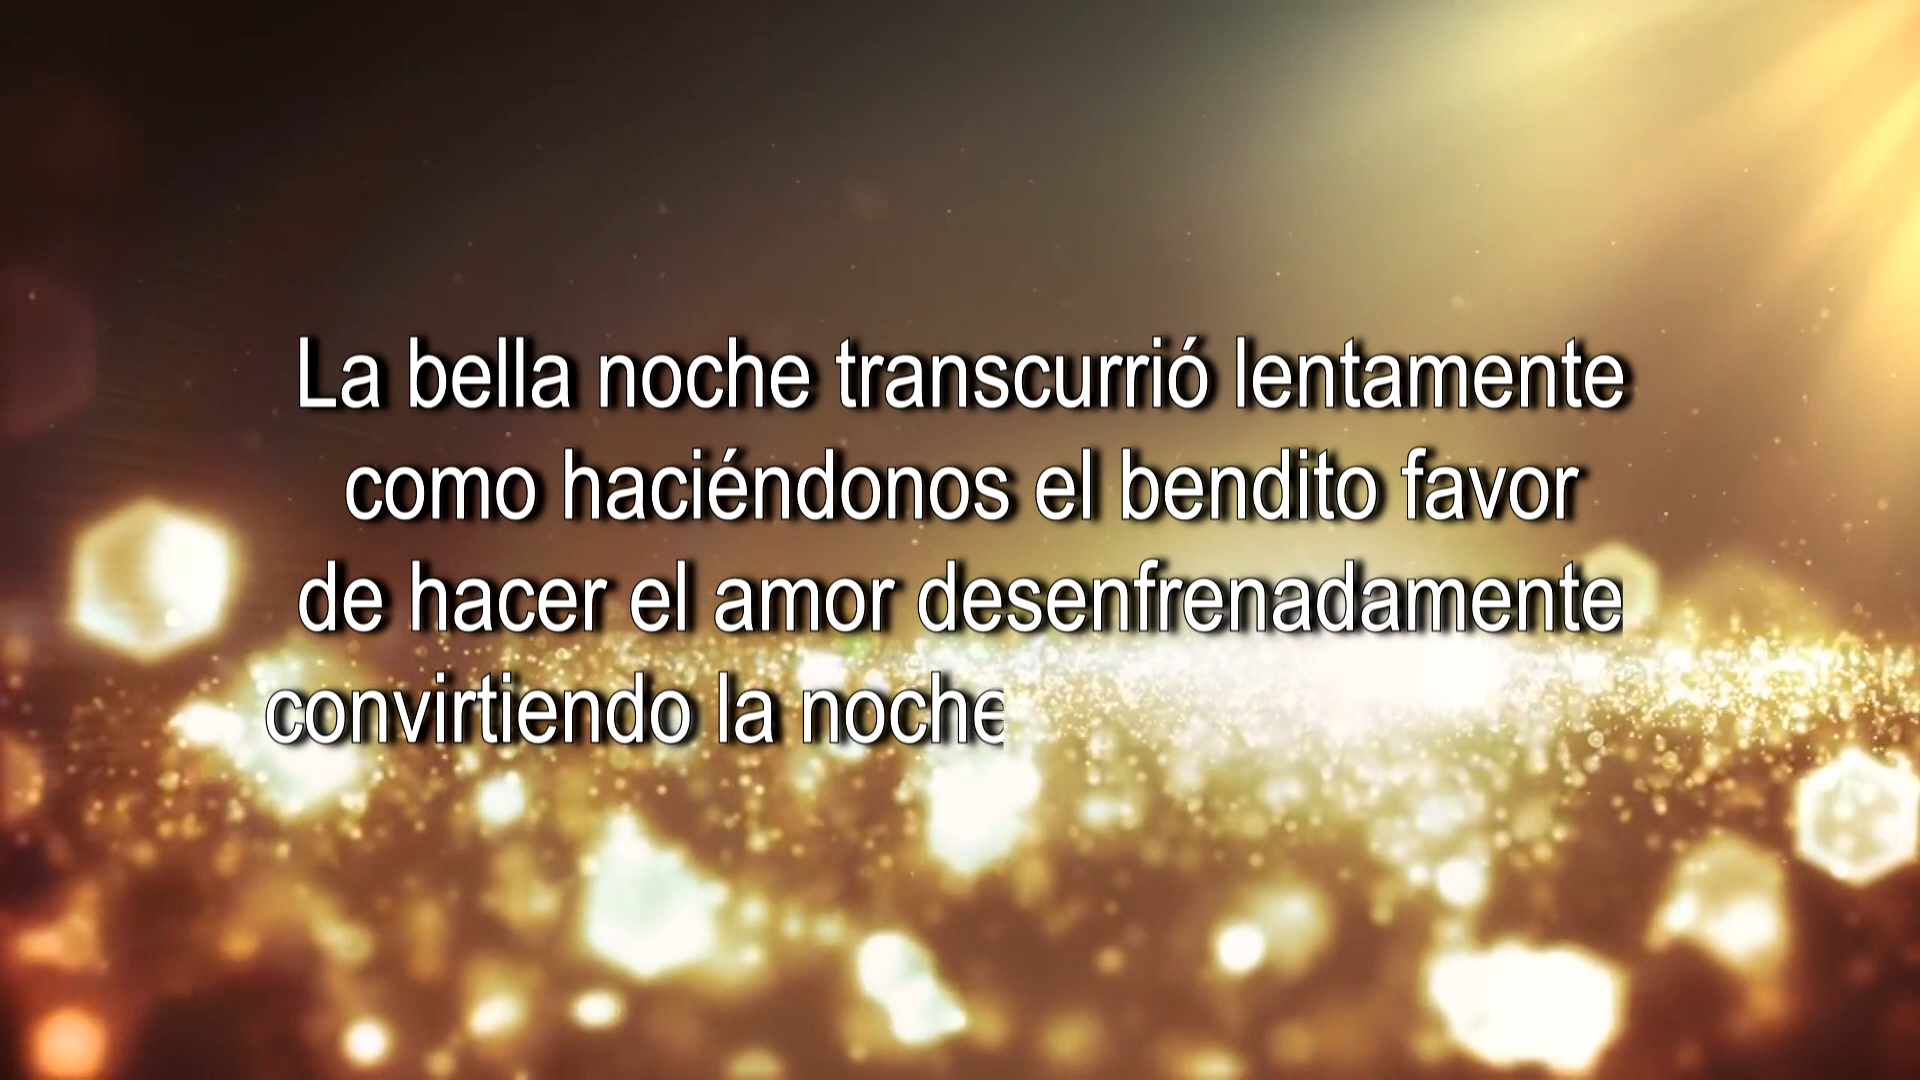 La bella noche transcurrió lentamente
como haciéndonos el bendito favor
de hacer el amor desenfrenadamente
convirtiendo la noche